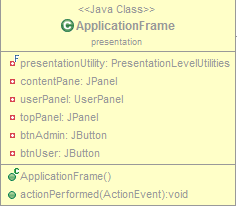 <<Java Class>>
ApplicationFrame
presentation
presentationUtility: PresentationLevelUtilities
contentPane: JPanel
userPanel: UserPanel
topPanel: JPanel
btnAdmin: JButton
btnUser: JButton
ApplicationFrame()
actionPerformed(ActionEvent):void